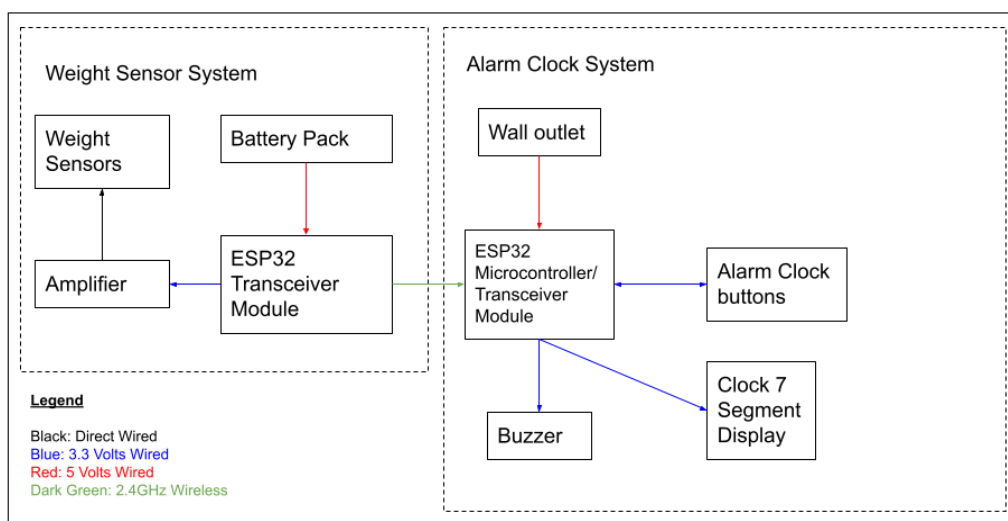 Weight Sensor System
Weight
Sensors
Battery Pack
Amplifier
ESP32
Transceiver
Module
Alarm Clock System
Wall outlet
ESP32
Microcontroller/
Transceiver
Module
Alarm Clock
buttons
Buzzer
Clock 7
Segment
Display
Legend
Black: Direct Wired
Blue: 3.3 Volts Wired
Red: 5 Volts Wired
Dark Green: 2.4GHz Wireless